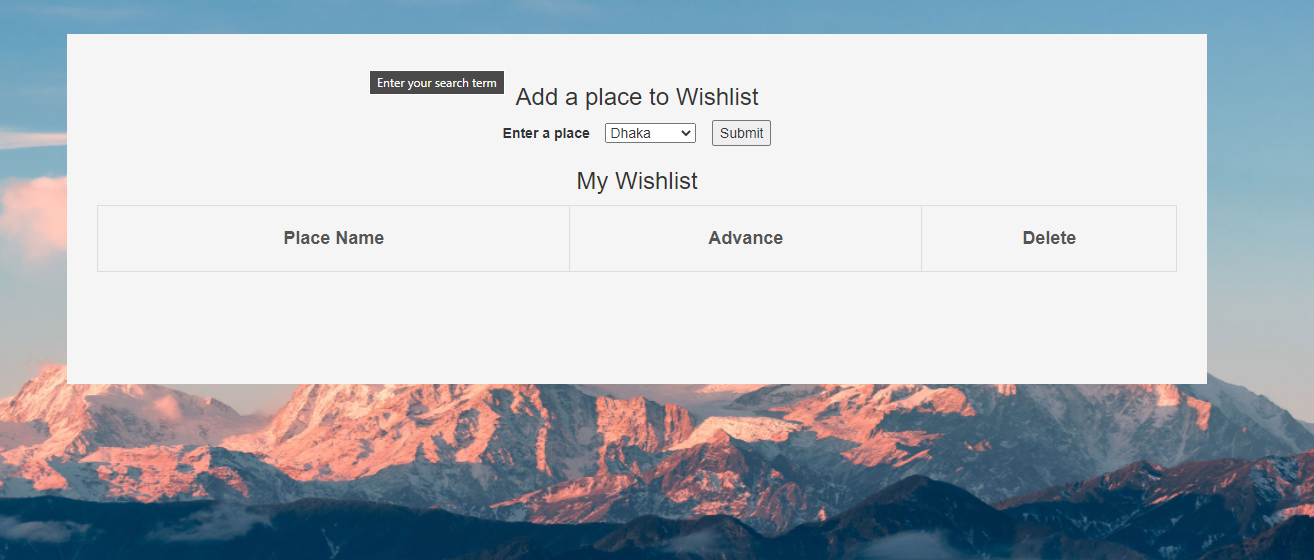 Enter your search term
Add a place to Wishlist
Enter a place Dhaka Submit
My Wishlist
Place Name Advance Delete